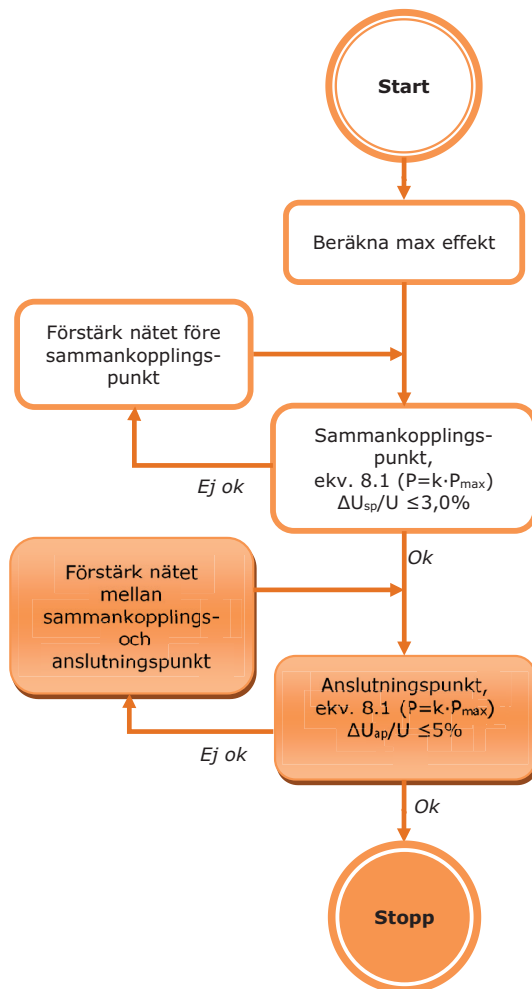 Start
Beräkna max effekt
Förstärk nätet före
sammankopplings-
punkt
Sammankopplings-
punkt,
ekv. 8.1 (P=k·Pmax)
ΔUsp/U ≤3,0%
Ej ok
Ok
Förstärk nätet
mellan
sammankopplings-
och
anslutningspunkt
Anslutningspunkt,
ekv. 8.1 (P=k·Pmax)
ΔUap/U ≤5%
Ej ok
Ok
Stopp